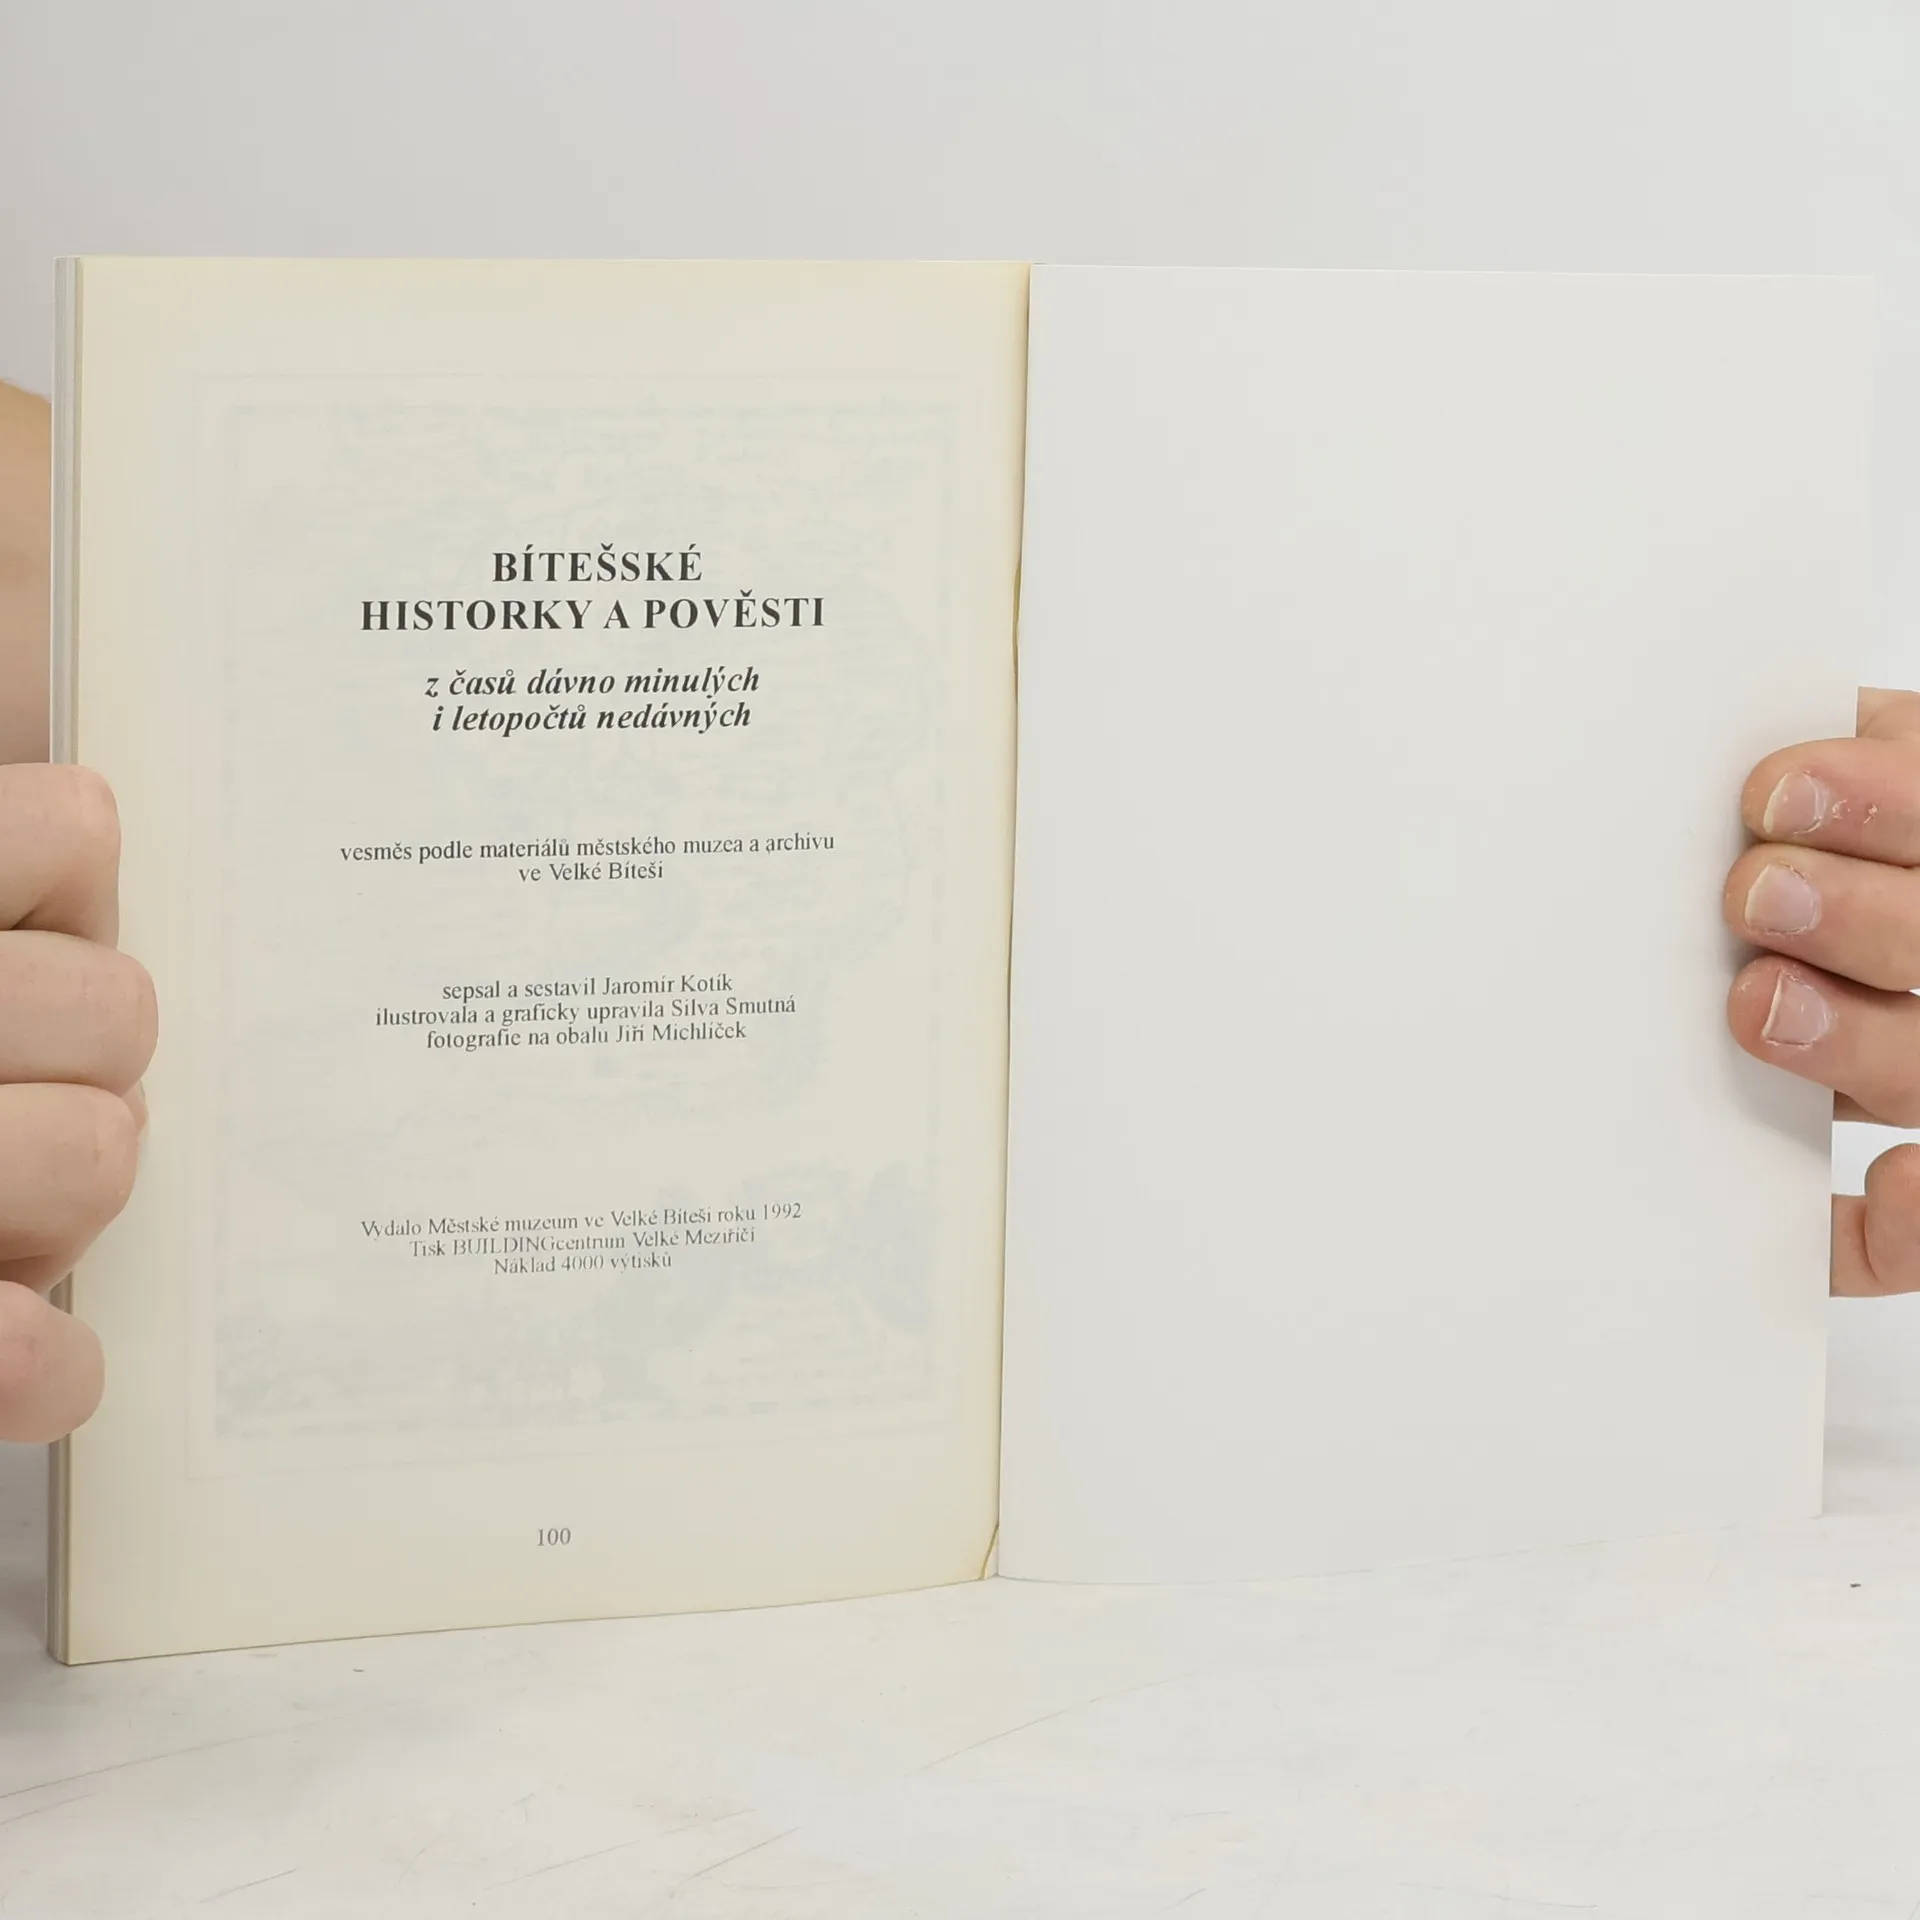 BÍTEŠSKÉ
HISTORKY A POVĚSTI
z časů dávno minulých
i letopočtů nedávných
vesměs podle materiálů městského muzea a archivu
ve Velké Bíteši
sepsal a sestavil Jaromír Kotík
ilustrovala a graficky upravila Silva Smutná
fotografie na obalu Jiří Michlíček
Vydalo Městské muzeum ve Velké Bíteši roku 1992
Tisk BUILDINGcentrum Velké Meziříčí
Náklad 4000 výtisků
100